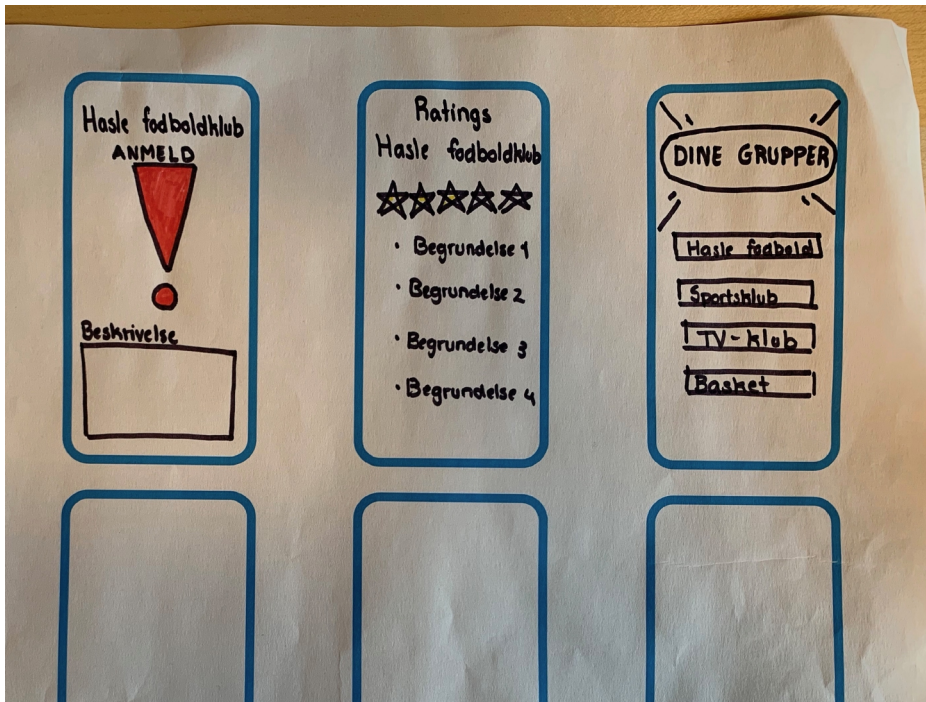 Hasle fodboldklub
ANMELD
Beskrivelse
Ratings
Hasle fodboldklub
• Begrundelse 1
• Begrundelse 2
• Begrundelse 3
• Begrundelse 4
DINE GRUPPER
Hasle fodbold
Sportsklub
TV-klub
Basket